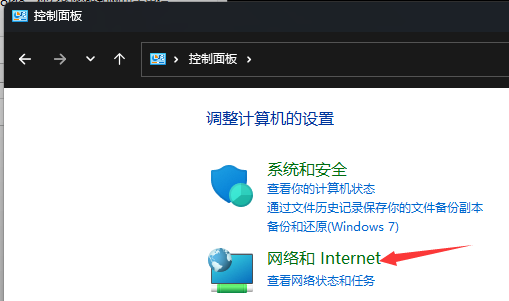 控制面板
控制面板
调整计算机的设置
系统和安全
查看你的计算机状态
通过文件历史记录保存你的文件备份副本
备份和还原(Windows 7)
网络和 Internet
查看网络状态和任务